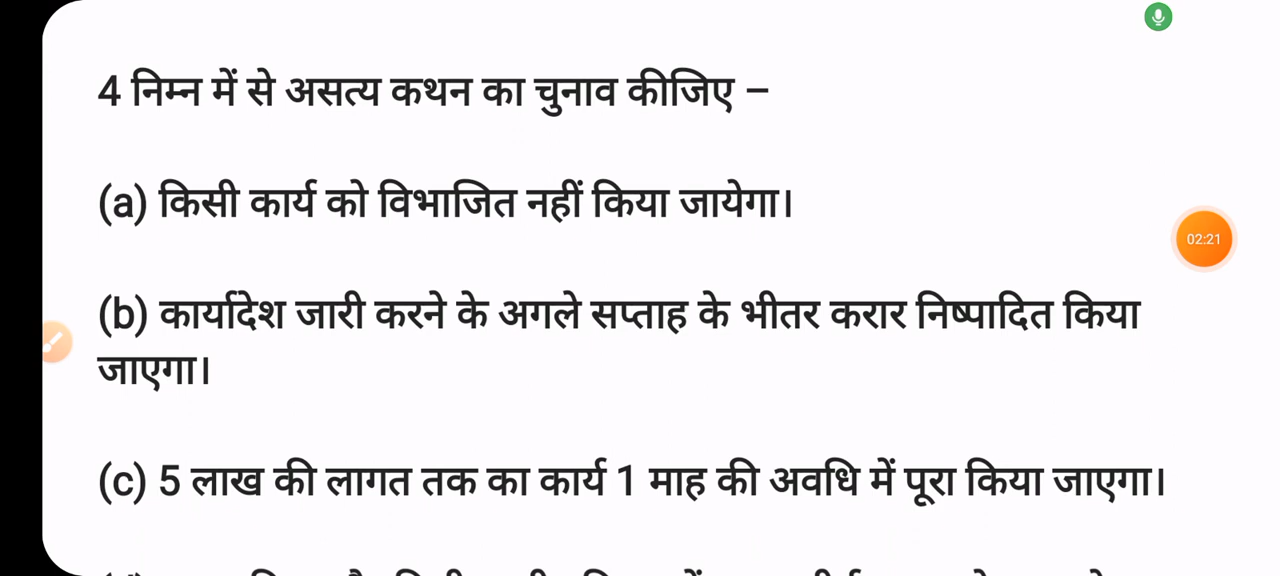 4 निम्न में से असत्य कथन का चुनाव कीजिए –
(a) किसी कार्य को विभाजित नहीं किया जायेगा।
02:21
(b) कार्यादेश जारी करने के अगले सप्ताह के भीतर करार निष्पादित किया
जाएगा।
(c) 5 लाख की लागत तक का कार्य 1 माह की अवधि में पूरा किया जाएगा।